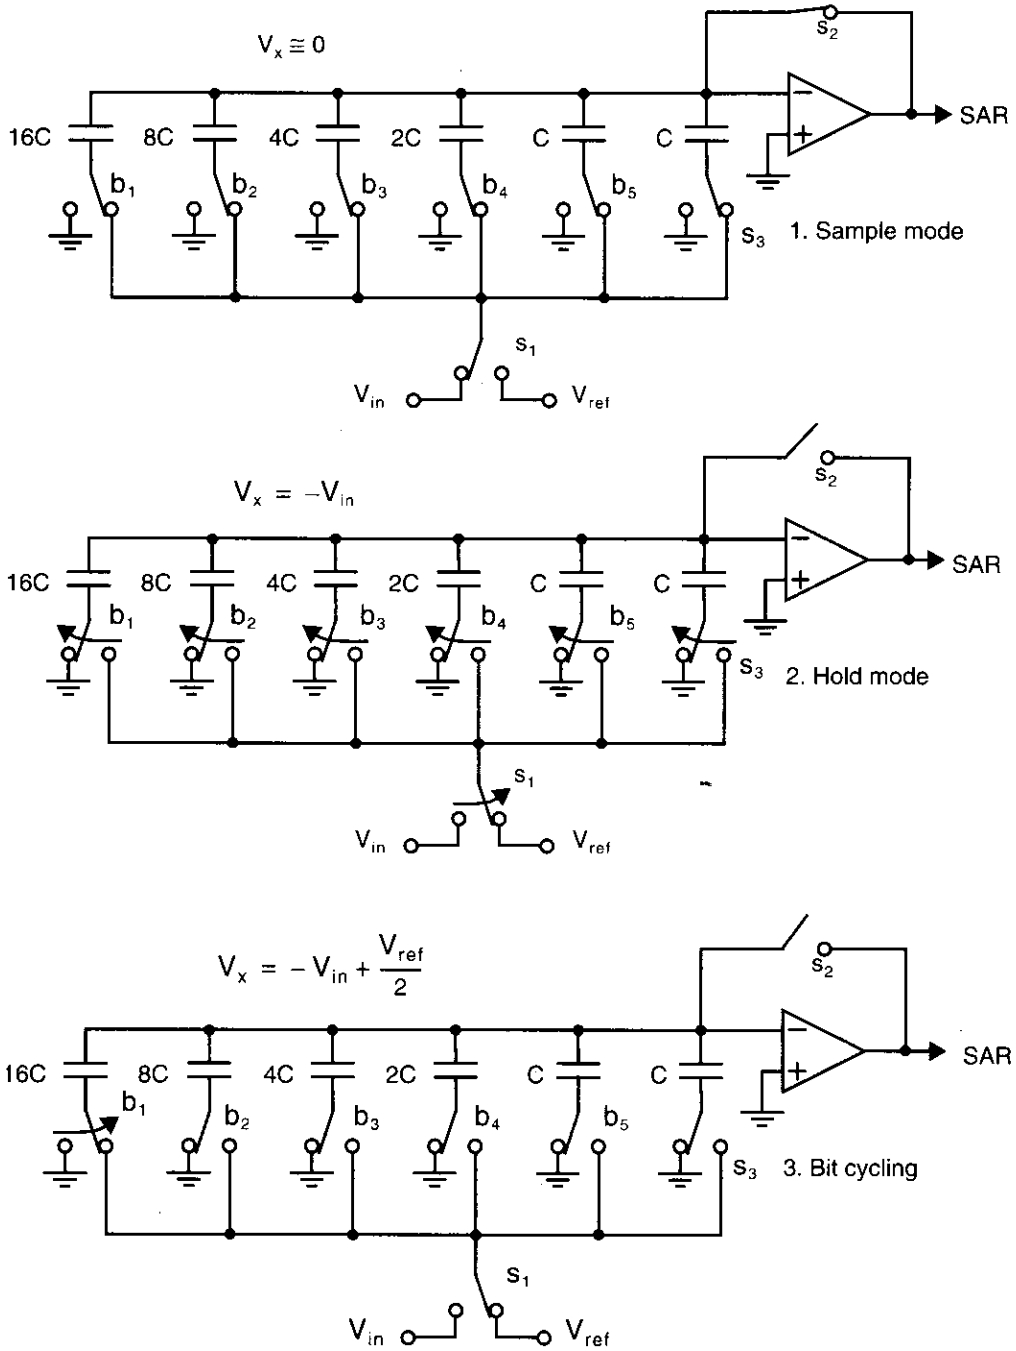 V_x ≅ 0
s_2
SAR
16C 8C 4C 2C C C
− +
b_1 b_2 b_3 b_4 b_5
s_3 1. Sample mode
s_1
V_in V_ref
V_x = −V_in
s_2
SAR
16C 8C 4C 2C C C
− +
b_1 b_2 b_3 b_4 b_5
s_3 2. Hold mode
s_1
V_in V_ref
V_x = − V_in + V_ref / 2
s_2
SAR
16C 8C 4C 2C C C
− +
b_1 b_2 b_3 b_4 b_5
s_3 3. Bit cycling
s_1
V_in V_ref